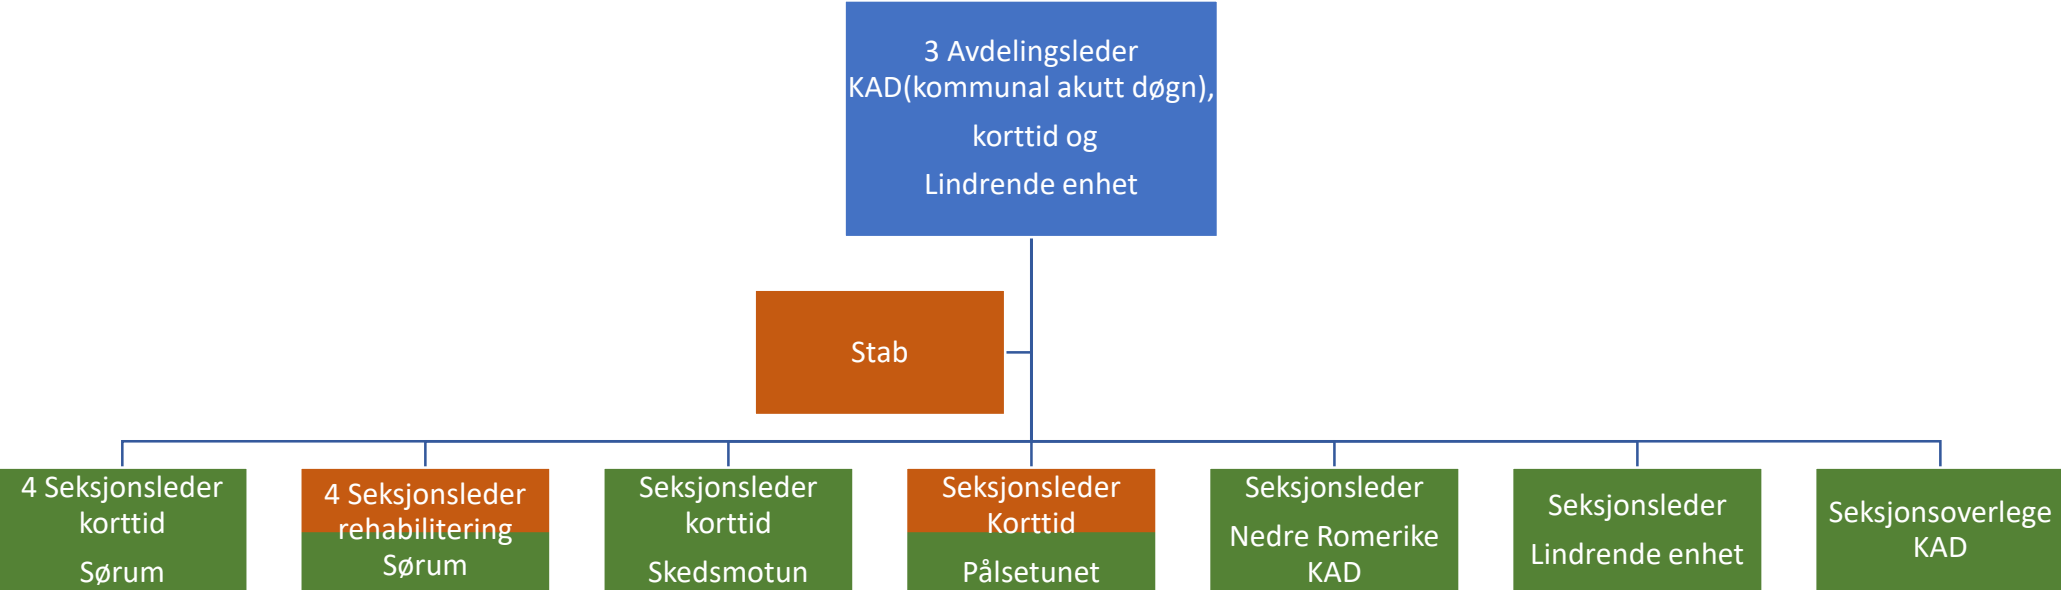 3 Avdelingsleder
KAD(kommunal akutt døgn),
korttid og
Lindrende enhet
Stab
4 Seksjonsleder
korttid
Sørum
4 Seksjonsleder
rehabilitering
Sørum
Seksjonsleder
korttid
Skedsmotun
Seksjonsleder
Korttid
Pålsetunet
Seksjonsleder
Nedre Romerike
KAD
Seksjonsleder
Lindrende enhet
Seksjonsoverlege
KAD